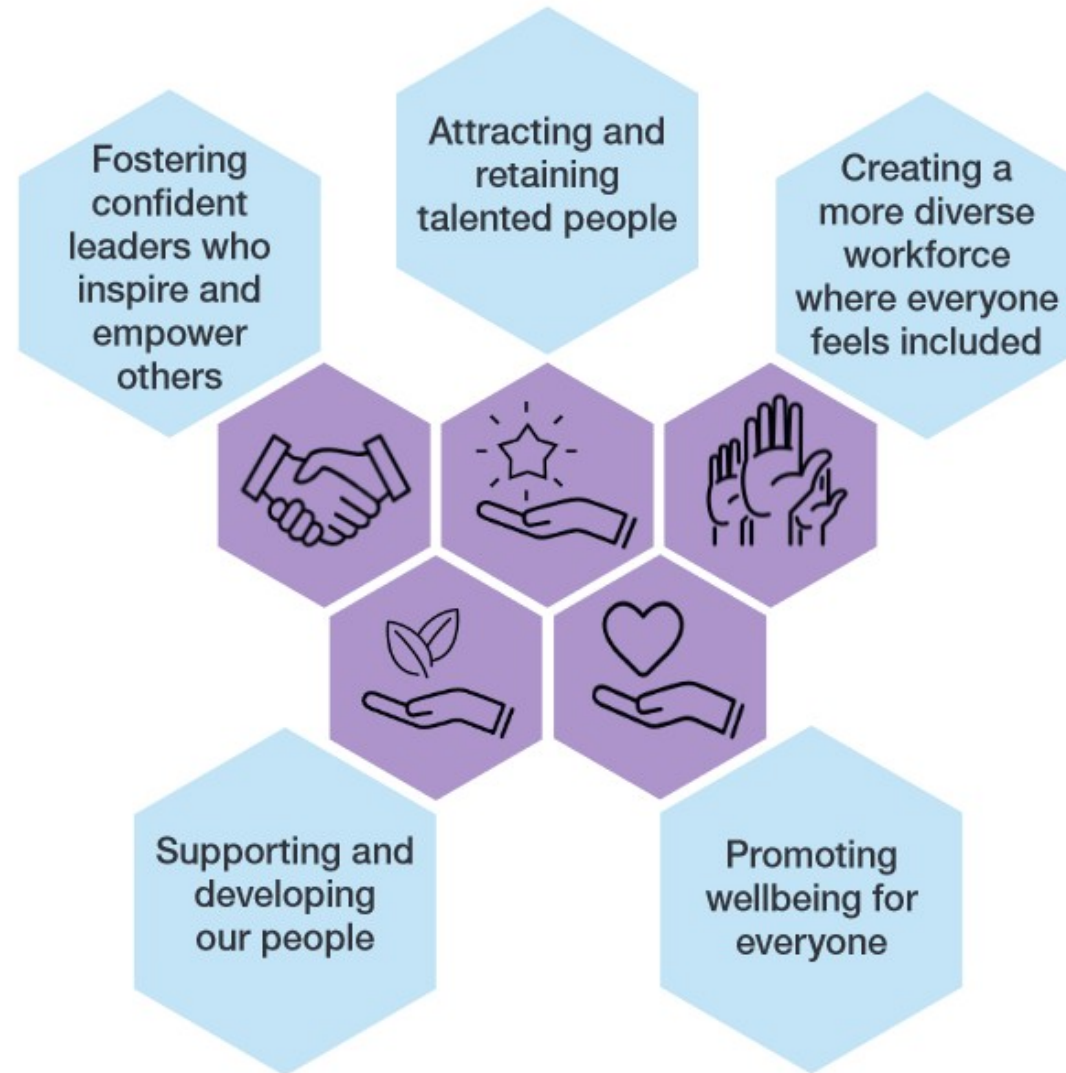 Fostering
confident
leaders who
inspire and
empower
others
Attracting and
retaining
talented people
Creating a
more diverse
workforce
where everyone
feels included
Supporting and
developing
our people
Promoting
wellbeing for
everyone